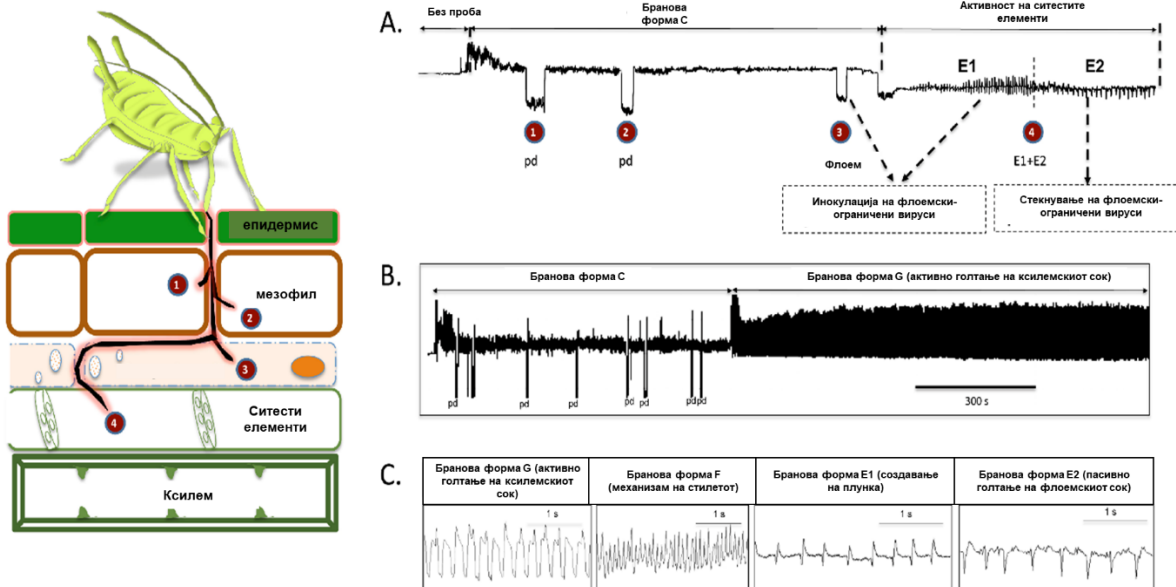 A.
Без проба
Бранова
форма C
Активност на ситестите
елементи
E1
E2
1
2
3
4
pd
pd
Флоем
E1+E2
Инокулација на флоемски-
ограничени вируси
Стекнување на флоемски-
ограничени вируси
епидермис
мезофил
1
2
3
4
Ситести
елементи
Ксилем
B.
Бранова форма C
Бранова форма G (активно голтање на ксилемскиот сок)
pd
pd
pd
pd
pd
pd
pd
300 s
C.
Бранова форма G (активно
голтање на ксилемскиот
сок)
Бранова форма F
(механизам на стилетот)
Бранова форма E1 (создавање
на плунка)
Бранова форма E2 (пасивно
голтање на флоемскиот сок)
1 s
1 s
1 s
1 s